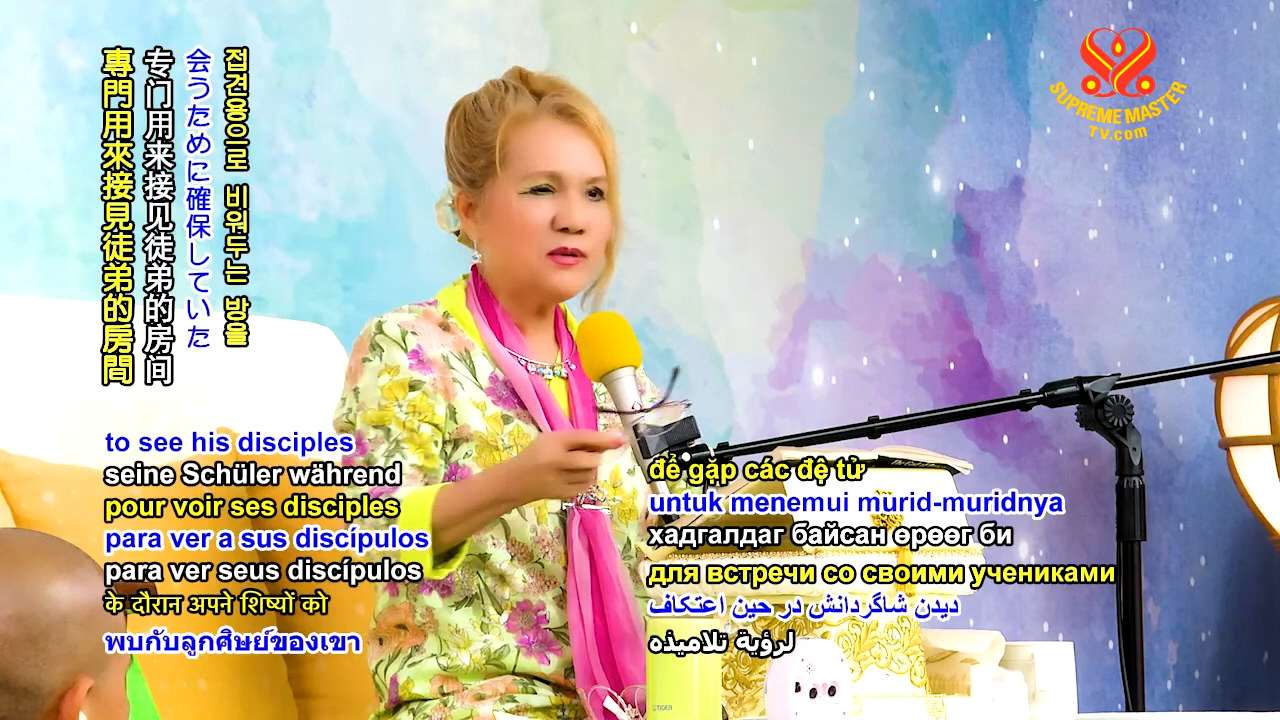 專門用來接見徒弟的房間
专门用来接见徒弟的房间
会うために確保していた
접견용으로 비워두는 방을
SUPREME MASTER
TV.com
to see his disciples
seine Schüler während
pour voir ses disciples
para ver a sus discípulos
para ver seus discípulos
के दौरान अपने शिष्यों को
พบกับลูกศิษย์ของเขา
để gặp các đệ tử
untuk menemui murid-muridnya
хадгалдаг байсан өрөөг би
для встречи со своими учениками
دیدن شاگردانش در حین اعتکاف
لرؤية تلاميذه
TIGER